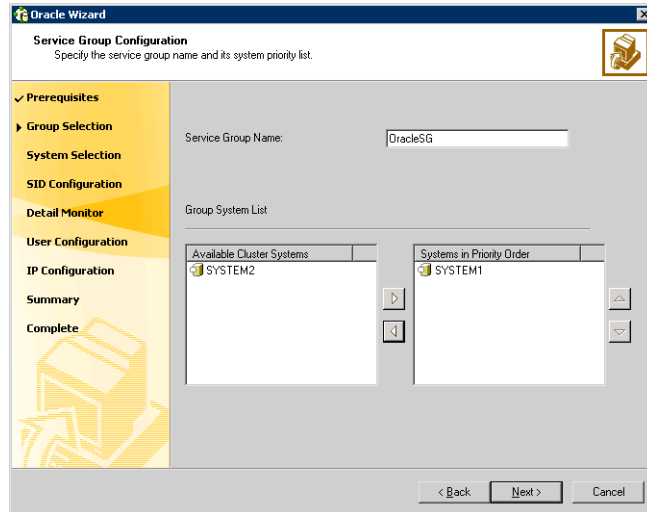 Oracle Wizard
Service Group Configuration
Specify the service group name and its system priority list.
Prerequisites
Group Selection
System Selection
SID Configuration
Detail Monitor
User Configuration
IP Configuration
Summary
Complete
Service Group Name:
OracleSG
Group System List
Available Cluster Systems
SYSTEM2
Systems in Priority Order
SYSTEM1
< Back
Next >
Cancel